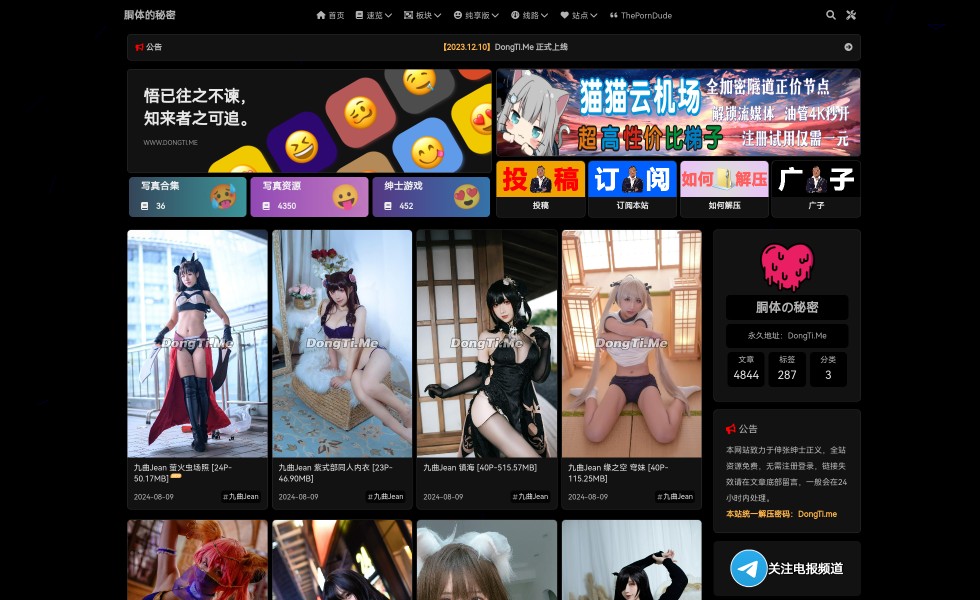 胴体的秘密
首页 速览 板块 纯享版 线路 站点 ThePornDude
公告
【2023.12.10】DongTi.Me 正式上线
悟已往之不谏，
知来者之可追。
WWW.DONGTI.ME
猫猫云机场
超高性价比梯子
全加密隧道正价节点
解锁流媒体 油管4K秒开
注册试用仅需一元
写真合集
36
写真资源
4350
绅士游戏
452
投稿
投稿
订阅
订阅本站
如何解压
如何解压
广子
广子
DongTi.Me
DongTi.Me
DongTi.Me
DongTi.Me
九曲Jean 萤火虫场照 [24P-
50.17MB]
2024-08-09
#九曲Jean
九曲Jean 紫式部同人内衣 [23P-
46.90MB]
2024-08-09
#九曲Jean
九曲Jean 镇海 [40P-515.57MB]
2024-08-09
#九曲Jean
九曲Jean 缘之空 穹妹 [40P-
115.25MB]
2024-08-09
#九曲Jean
胴体の秘密
永久地址：DongTi.Me
文章
4844
标签
287
分类
3
公告
本网站致力于伸张绅士正义，全站
资源免费，无需注册登录，链接失
效请在文章底部留言，一般会在24
小时内处理。
本站统一解压密码：DongTi.me
关注电报频道